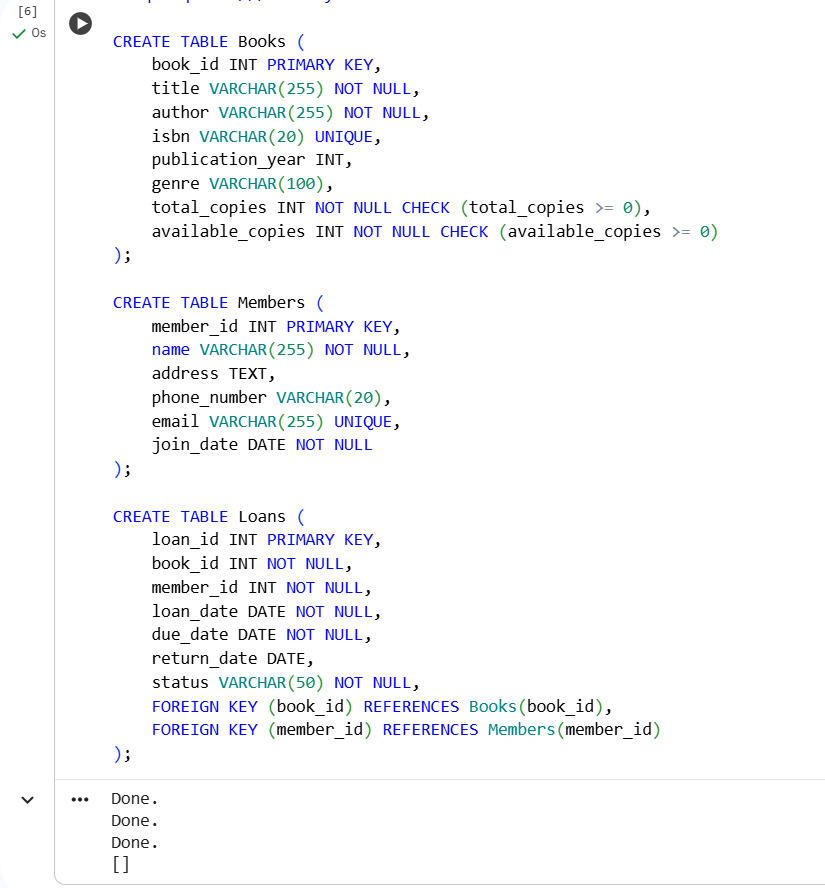 [6]
0s
CREATE TABLE Books (
    book_id INT PRIMARY KEY,
    title VARCHAR(255) NOT NULL,
    author VARCHAR(255) NOT NULL,
    isbn VARCHAR(20) UNIQUE,
    publication_year INT,
    genre VARCHAR(100),
    total_copies INT NOT NULL CHECK (total_copies >= 0),
    available_copies INT NOT NULL CHECK (available_copies >= 0)
);
CREATE TABLE Members (
    member_id INT PRIMARY KEY,
    name VARCHAR(255) NOT NULL,
    address TEXT,
    phone_number VARCHAR(20),
    email VARCHAR(255) UNIQUE,
    join_date DATE NOT NULL
);
CREATE TABLE Loans (
    loan_id INT PRIMARY KEY,
    book_id INT NOT NULL,
    member_id INT NOT NULL,
    loan_date DATE NOT NULL,
    due_date DATE NOT NULL,
    return_date DATE,
    status VARCHAR(50) NOT NULL,
    FOREIGN KEY (book_id) REFERENCES Books(book_id),
    FOREIGN KEY (member_id) REFERENCES Members(member_id)
);
Done.
Done.
Done.
[]